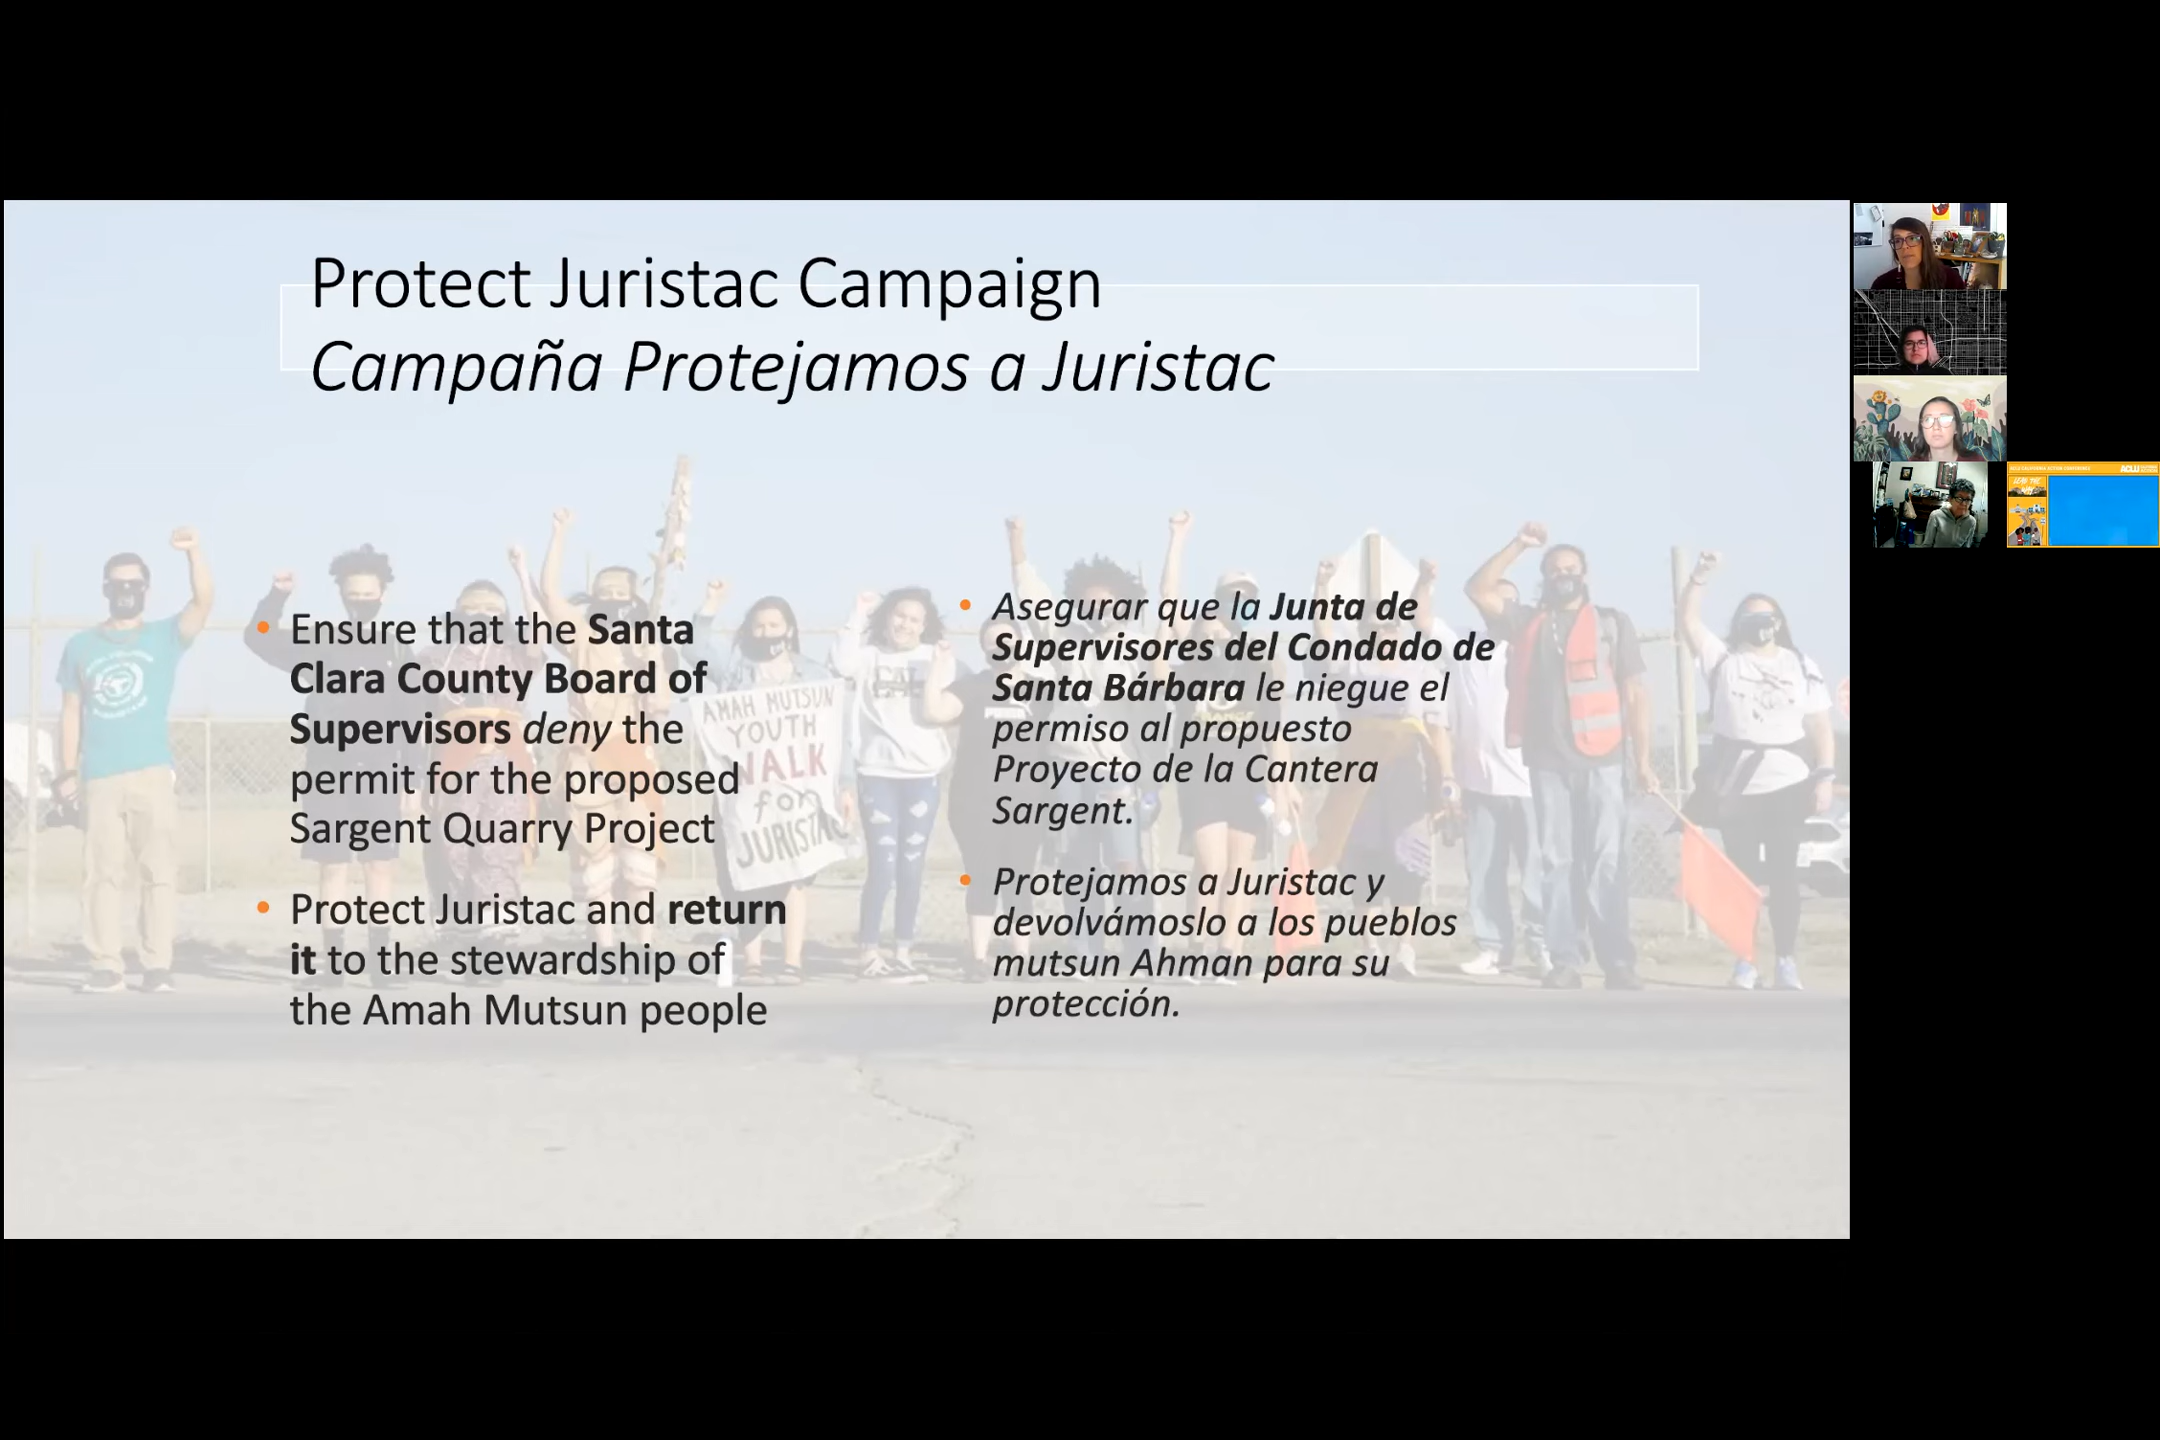 Protect Juristac Campaign
Campaña Protejamos a Juristac
• Ensure that the Santa
Clara County Board of
Supervisors deny the
permit for the proposed
Sargent Quarry Project
• Protect Juristac and return
it to the stewardship of
the Amah Mutsun people
• Asegurar que la Junta de
Supervisores del Condado de
Santa Bárbara le niegue el
permiso al propuesto
Proyecto de la Cantera
Sargent.
• Protejamos a Juristac y
devolvámoslo a los pueblos
mutsun Ahman para su
protección.
AMAH MUTSUN
YOUTH
WALK
for
JURISTAC
ACLU